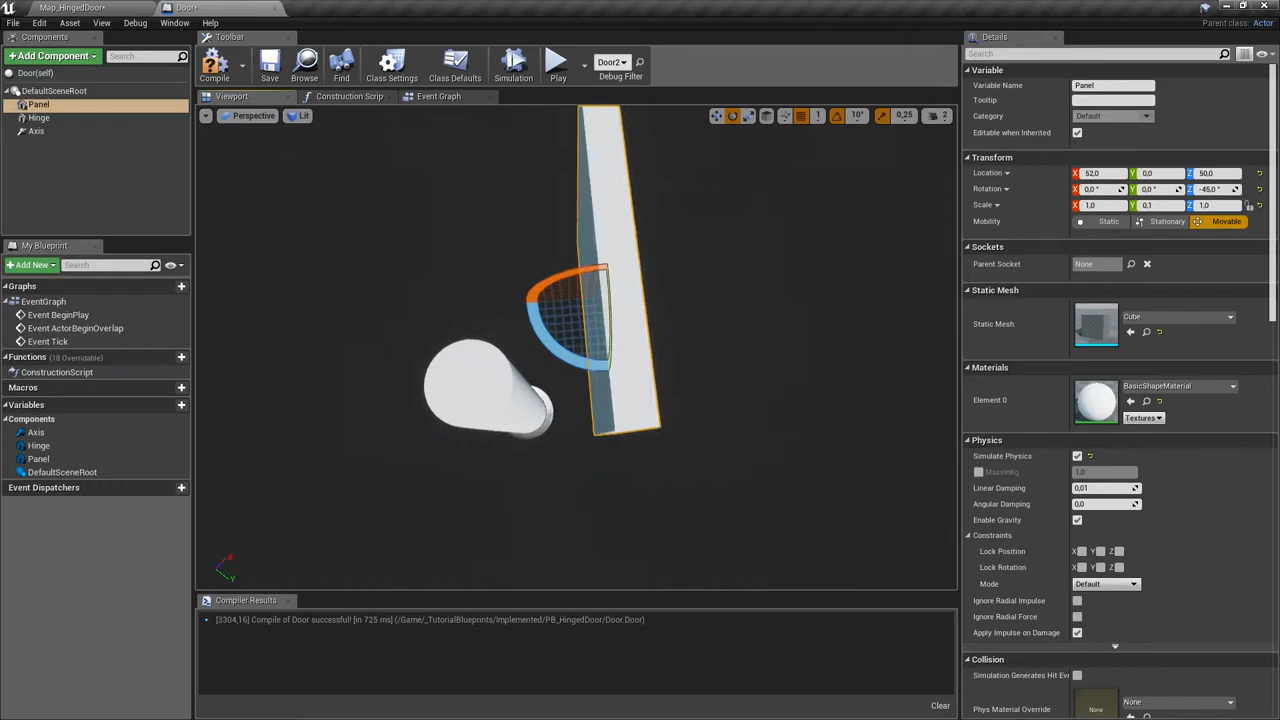 Map_HingedDoor•
Door•
File Edit Asset View Debug Window Help
Parent class: Actor
Components
Toolbar
Details
+ Add Component
Search
Compile
Save
Browse
Find
Class Settings
Class Defaults
Simulation
Play
Door2
Debug Filter
Search
Door(self)
DefaultSceneRoot
Panel
Hinge
Axis
Viewport
Construction Scrip
Event Graph
Perspective
Lit
1
10°
0,25
2
Variable
Variable Name Panel
Tooltip
Category Default
Editable when Inherited
Transform
Location X 52,0 Y 0,0 Z 50,0
Rotation X 0,0 ° Y 0,0 ° Z -45,0 °
Scale X 1,0 Y 0,1 Z 1,0
Mobility Static Stationary Movable
Sockets
Parent Socket None
Static Mesh
Static Mesh Cube
Materials
Element 0 BasicShapeMaterial
Textures
Physics
Simulate Physics
MassInKg 1,0
Linear Damping 0,01
Angular Damping 0,0
Enable Gravity
Constraints
Lock Position X Y Z
Lock Rotation X Y Z
Mode Default
Ignore Radial Impulse
Ignore Radial Force
Apply Impulse on Damage
Collision
Simulation Generates Hit Eve
Phys Material Override None
None
My Blueprint
+ Add New
Search
Graphs
EventGraph
Event BeginPlay
Event ActorBeginOverlap
Event Tick
Functions (18 Overridable)
ConstructionScript
Macros
Variables
Components
Axis
Hinge
Panel
DefaultSceneRoot
Event Dispatchers
X
Y
Compiler Results
[3304,16] Compile of Door successful! [in 725 ms] (/Game/_TutorialBlueprints/Implemented/PB_HingedDoor/Door.Door)
Clear